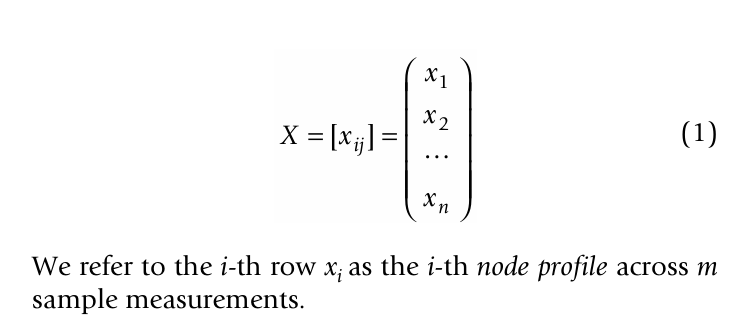 X = [x_ij] = ( x_1
x_2
...
x_n ) (1)
We refer to the i-th row x_i as the i-th node profile across m
sample measurements.